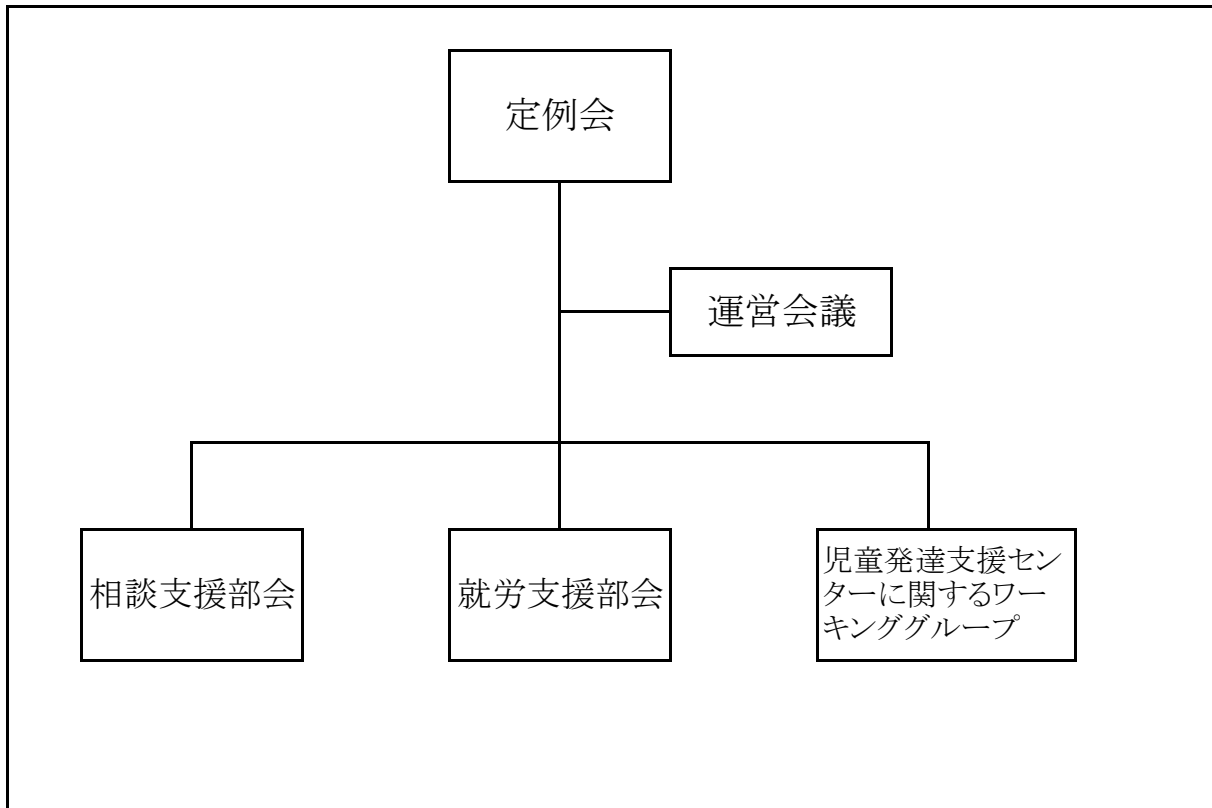 定例会
運営会議
相談支援部会
就労支援部会
児童発達支援セン
ターに関するワー
キンググループ